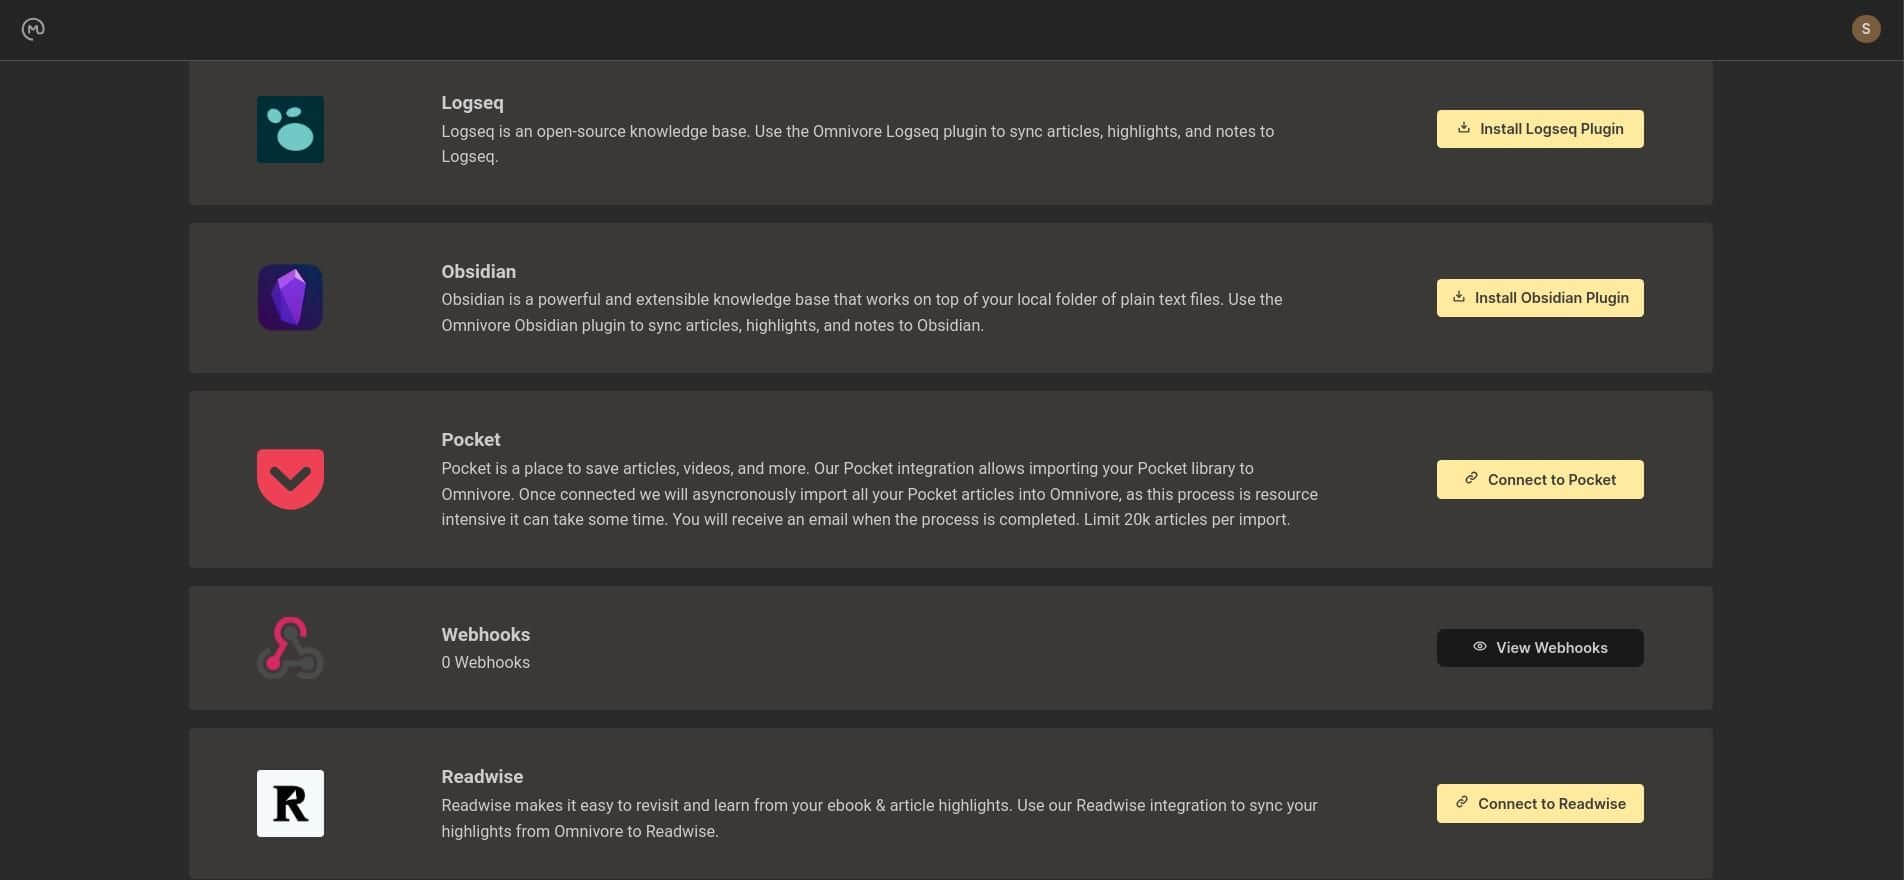 S
Logseq
Logseq is an open-source knowledge base. Use the Omnivore Logseq plugin to sync articles, highlights, and notes to
Logseq.
Install Logseq Plugin
Obsidian
Obsidian is a powerful and extensible knowledge base that works on top of your local folder of plain text files. Use the
Omnivore Obsidian plugin to sync articles, highlights, and notes to Obsidian.
Install Obsidian Plugin
Pocket
Pocket is a place to save articles, videos, and more. Our Pocket integration allows importing your Pocket library to
Omnivore. Once connected we will asyncronously import all your Pocket articles into Omnivore, as this process is resource
intensive it can take some time. You will receive an email when the process is completed. Limit 20k articles per import.
Connect to Pocket
Webhooks
0 Webhooks
View Webhooks
R
Readwise
Readwise makes it easy to revisit and learn from your ebook & article highlights. Use our Readwise integration to sync your
highlights from Omnivore to Readwise.
Connect to Readwise